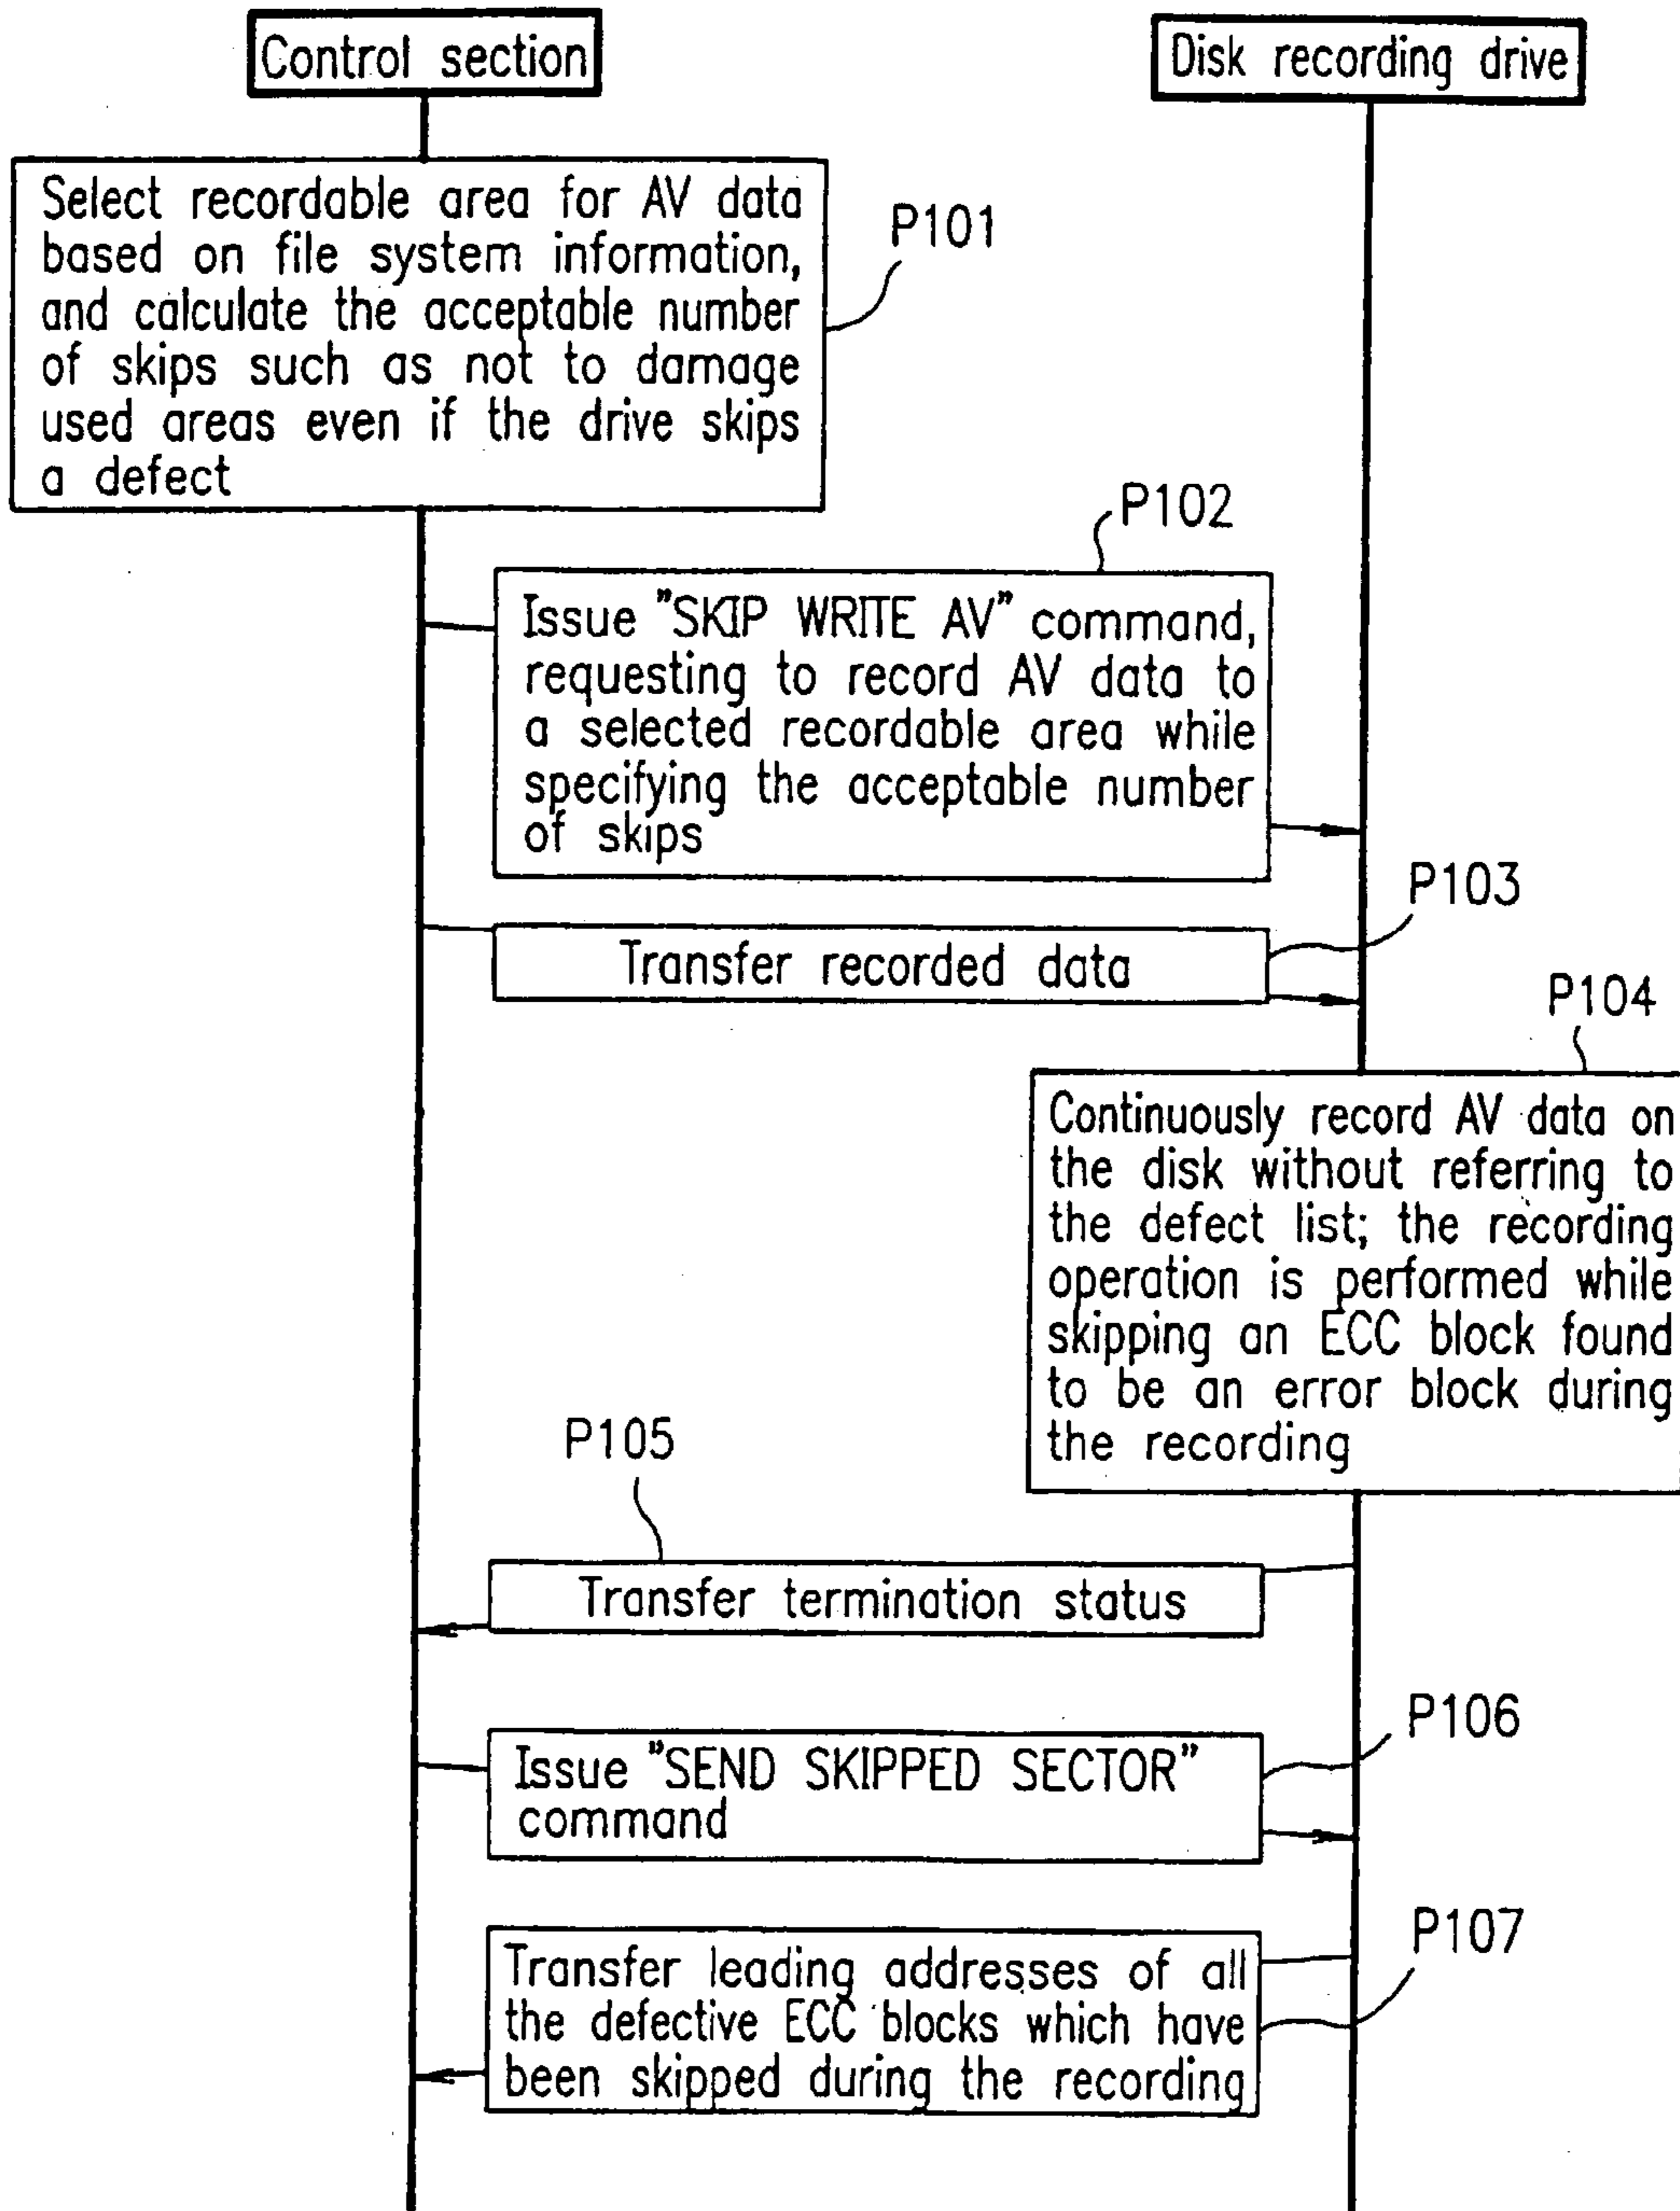 Control section
Disk recording drive
Select recordable area for AV data
based on file system information,
and calculate the acceptable number
of skips such as not to damage
used areas even if the drive skips
a defect
P101
P102
Issue "SKIP WRITE AV" command,
requesting to record AV data to
a selected recordable area while
specifying the acceptable number
of skips
P103
Transfer recorded data
P104
Continuously record AV data on
the disk without referring to
the defect list; the recording
operation is performed while
skipping an ECC block found
to be an error block during
the recording
P105
Transfer termination status
P106
Issue "SEND SKIPPED SECTOR"
command
P107
Transfer leading addresses of all
the defective ECC blocks which have
been skipped during the recording